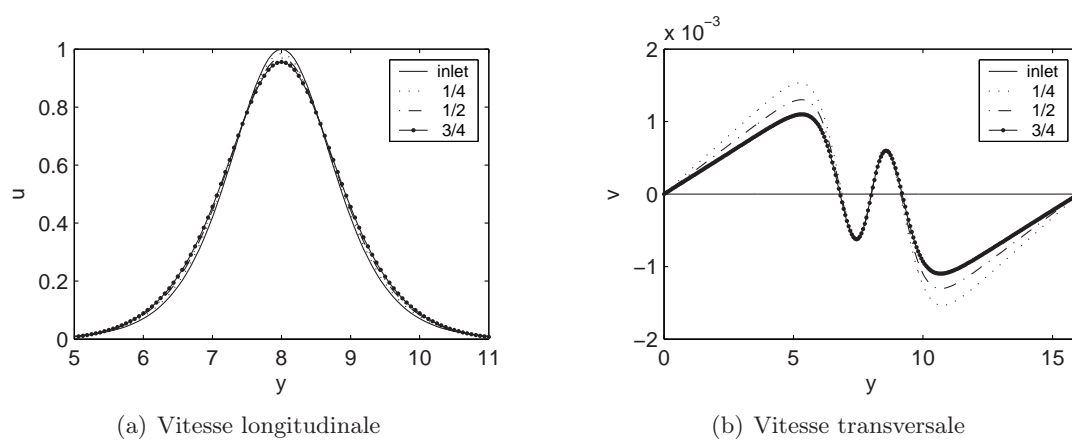 1
0.8
0.6
0.4
0.2
0
u
5 6 7 8 9 10 11
y
inlet
1/4
1/2
3/4
(a) Vitesse longitudinale
x 10⁻³
2
1
0
−1
−2
v
0 5 10 15
y
inlet
1/4
1/2
3/4
(b) Vitesse transversale